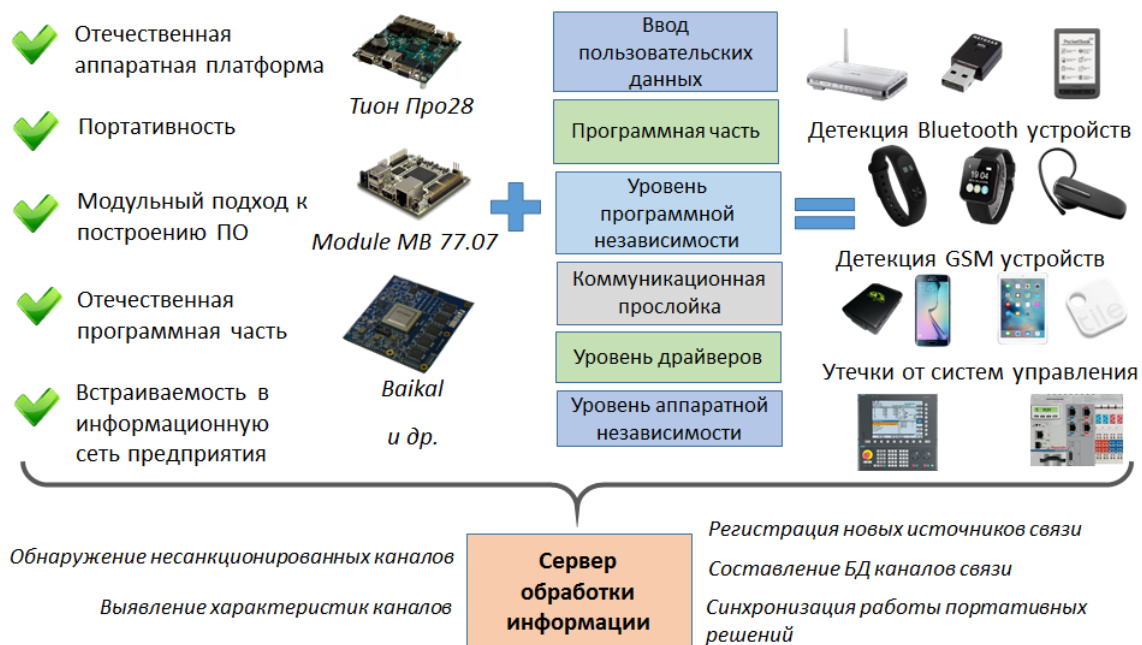 Отечественная
аппаратная платформа
Портативность
Модульный подход к
построению ПО
Отечественная
программная часть
Встраиваемость в
информационную
сеть предприятия
Тион Про28
Module MB 77.07
Baikal
и др.
Ввод
пользовательских
данных
Программная часть
Уровень
программной
независимости
Коммуникационная
прослойка
Уровень драйверов
Уровень аппаратной
независимости
Детекция Bluetooth устройств
19 04
Детекция GSM устройств
tile
Утечки от систем управления
Обнаружение несанкционированных каналов
Выявление характеристик каналов
Сервер
обработки
информации
Регистрация новых источников связи
Составление БД каналов связи
Синхронизация работы портативных
решений